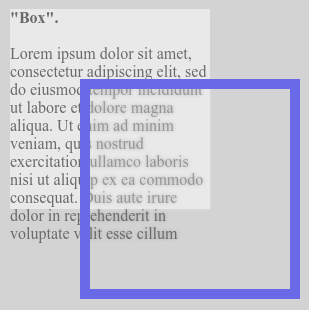 "Box".
Lorem ipsum dolor sit amet,
consectetur adipiscing elit, sed
do eiusmod tempor incididunt
ut labore et dolore magna
aliqua. Ut enim ad minim
veniam, quis nostrud
exercitation ullamco laboris
nisi ut aliquip ex ea commodo
consequat. Duis aute irure
dolor in reprehenderit in
voluptate velit esse cillum